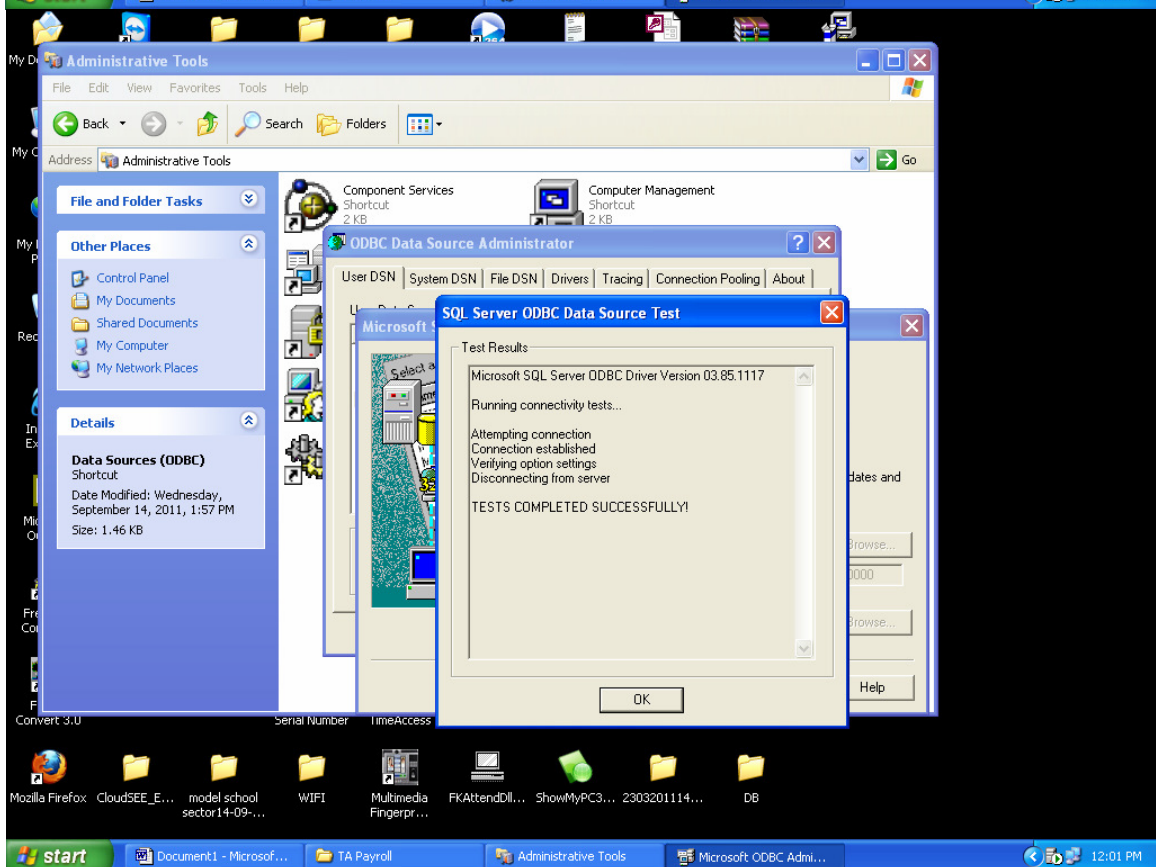 My D
Administrative Tools
File Edit View Favorites Tools Help
Back Search Folders
My C
Address Administrative Tools Go
File and Folder Tasks
Other Places
Control Panel
My Documents
Shared Documents
My Computer
My Network Places
Details
Data Sources (ODBC)
Shortcut
Date Modified: Wednesday,
September 14, 2011, 1:57 PM
Size: 1.46 KB
Component Services
Shortcut
2 KB
Computer Management
Shortcut
2 KB
ODBC Data Source Administrator
User DSN System DSN File DSN Drivers Tracing Connection Pooling About
Microsoft S
SQL Server ODBC Data Source Test
Test Results
Microsoft SQL Server ODBC Driver Version 03.85.1117
Running connectivity tests...
Attempting connection
Connection established
Verifying option settings
Disconnecting from server
TESTS COMPLETED SUCCESSFULLY!
OK
dates and
Browse...
0000
Browse...
Help
Rec
Convert 3.0
Serial Number
TimeAccess
Mozilla Firefox
CloudSEE_E...
model school
sector14-09-...
WIFI
Multimedia
Fingerpr...
FKAttendDll...
ShowMyPC3...
2303201114...
DB
start
Document1 - Microsof...
TA Payroll
Administrative Tools
Microsoft ODBC Admi...
12:01 PM